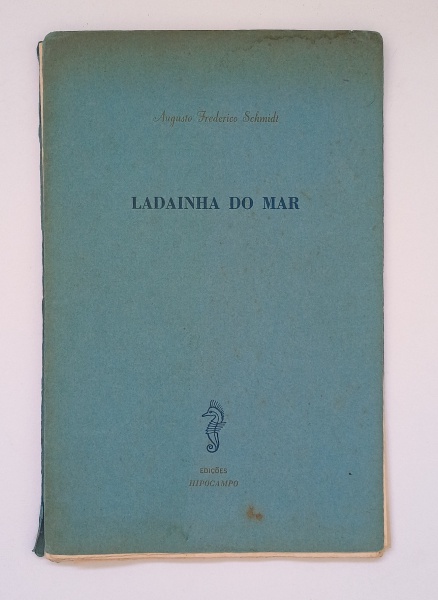 Augusto Frederico Schmidt
LADAINHA DO MAR
EDIÇÕES
HIPOCAMPO